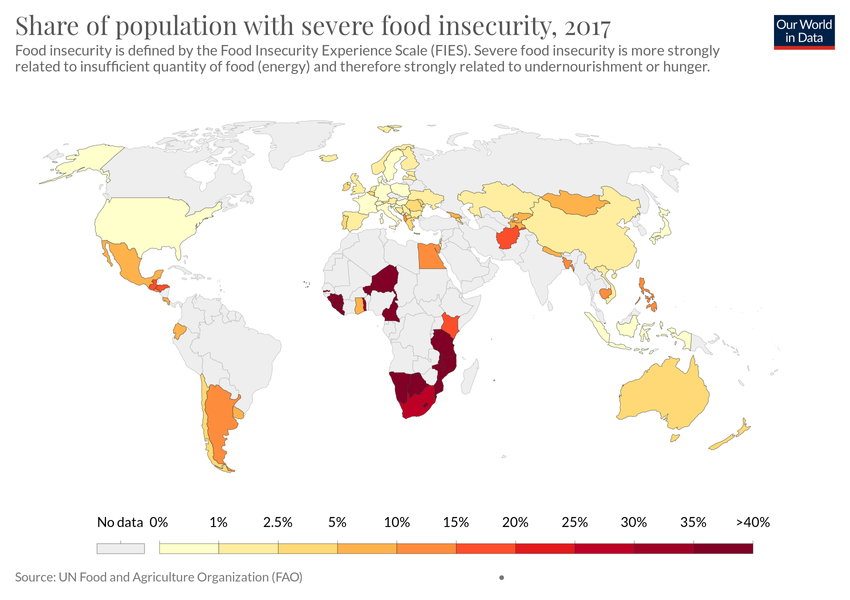 Share of population with severe food insecurity, 2017
Our World
in Data
Food insecurity is defined by the Food Insecurity Experience Scale (FIES). Severe food insecurity is more strongly
related to insufficient quantity of food (energy) and therefore strongly related to undernourishment or hunger.
No data 0% 1% 2.5% 5% 10% 15% 20% 25% 30% 35% >40%
Source: UN Food and Agriculture Organization (FAO) •